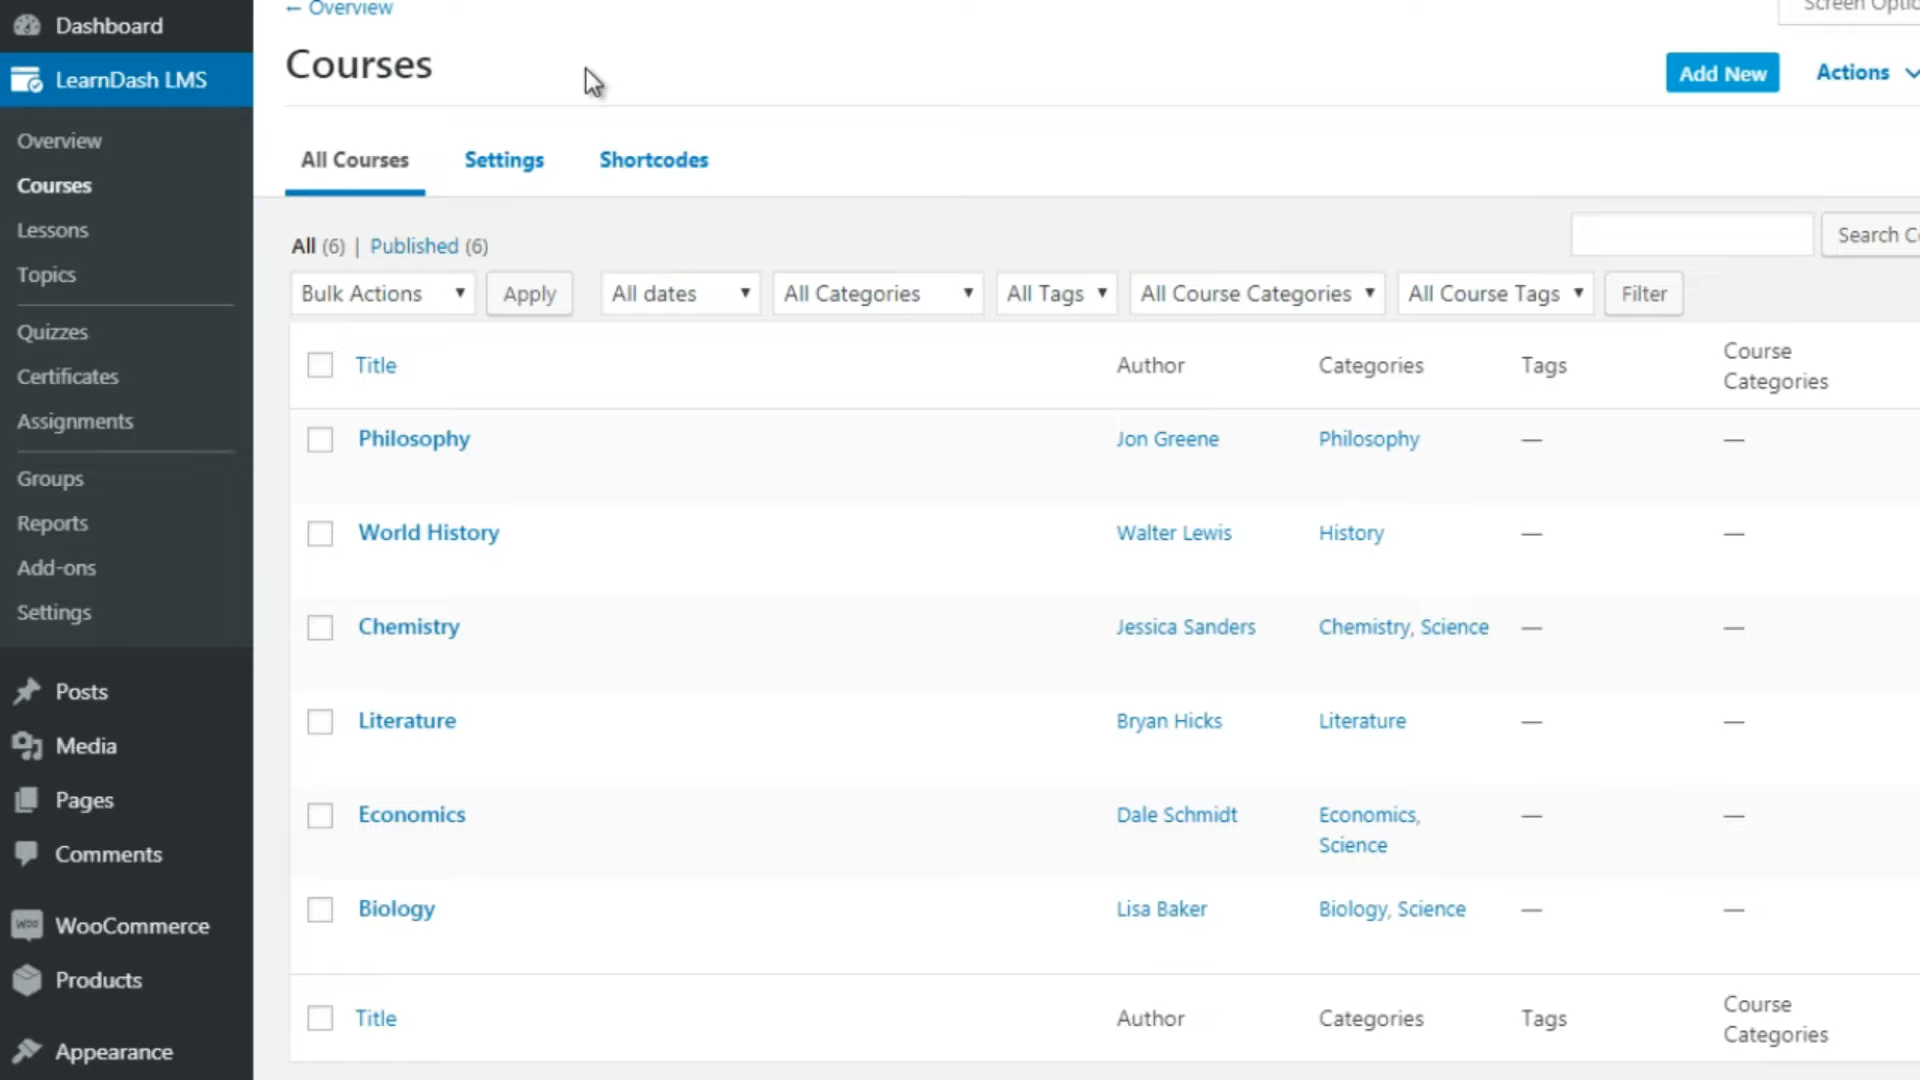 Dashboard
LearnDash LMS
Overview
Courses
Lessons
Topics
Quizzes
Certificates
Assignments
Groups
Reports
Add-ons
Settings
Posts
Media
Pages
Comments
WOO WooCommerce
Products
Appearance
← Overview
Screen
Courses
Add New
Actions
All Courses
Settings
Shortcodes
All (6) | Published (6)
Search
Bulk Actions
Apply
All dates
All Categories
All Tags
All Course Categories
All Course Tags
Filter
Title
Author
Categories
Tags
Course
Categories
Philosophy
Jon Greene
Philosophy
—
—
World History
Walter Lewis
History
—
—
Chemistry
Jessica Sanders
Chemistry, Science
—
—
Literature
Bryan Hicks
Literature
—
—
Economics
Dale Schmidt
Economics,
Science
—
—
Biology
Lisa Baker
Biology, Science
—
—
Title
Author
Categories
Tags
Course
Categories